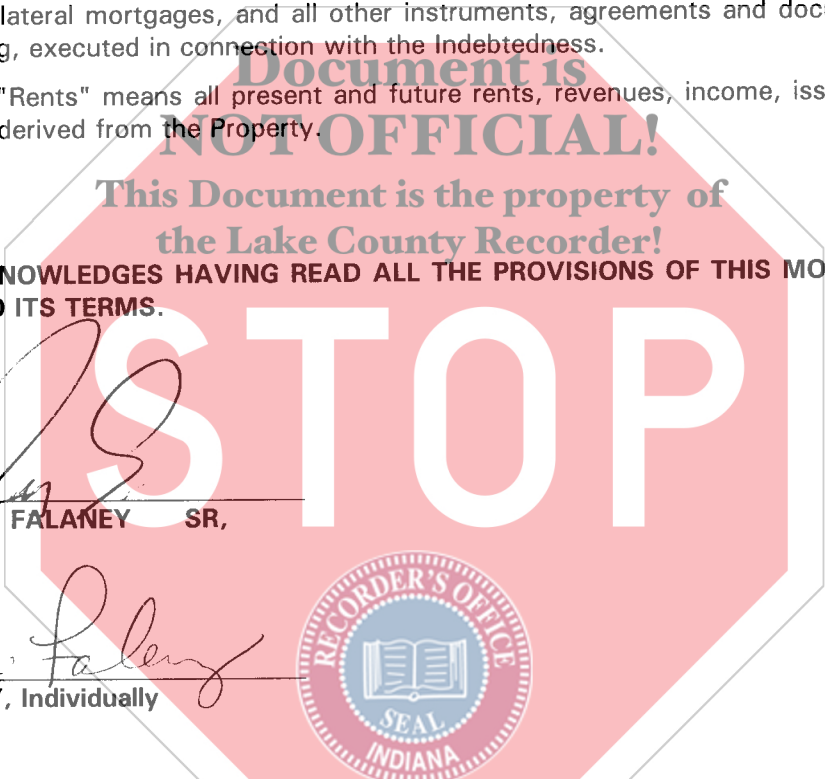 lateral mortgages, and all other instruments, agreements and doc
g, executed in connection with the Indebtedness.
Document is
"Rents" means all present and future rents, revenues, income, iss
derived from the Property.
NOT OFFICIAL!
This Document is the property of
the Lake County Recorder!
NOWLEDGES HAVING READ ALL THE PROVISIONS OF THIS MO
ITS TERMS.
STOP
FALANEY SR,
, Individually
RECORDER'S OFFICE
SEAL
INDIANA